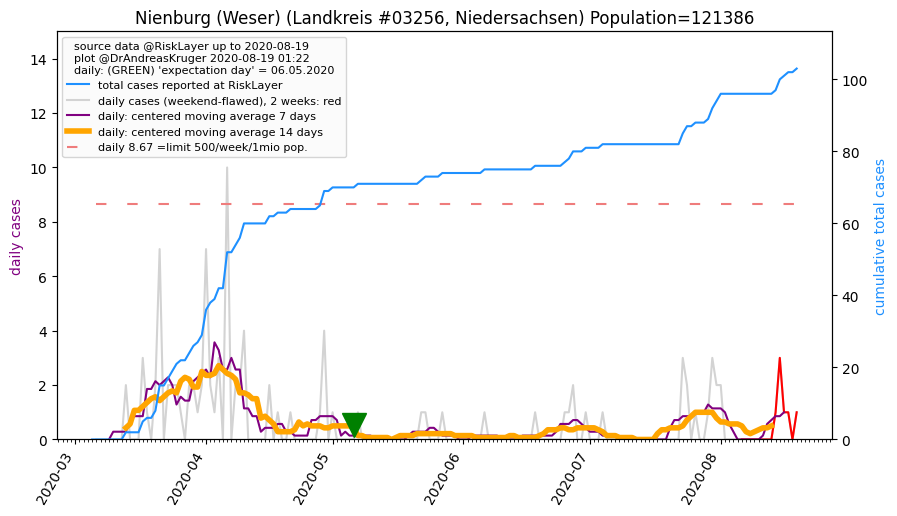 Nienburg (Weser) (Landkreis #03256, Niedersachsen) Population=121386
source data @RiskLayer up to 2020-08-19
plot @DrAndreasKruger 2020-08-19 01:22
daily: (GREEN) 'expectation day' = 06.05.2020
total cases reported at RiskLayer
daily cases (weekend-flawed), 2 weeks: red
daily: centered moving average 7 days
daily: centered moving average 14 days
daily 8.67 =limit 500/week/1mio pop.
daily cases
14
12
10
8
6
4
2
0
cumulative total cases
100
80
60
40
20
0
2020-03
2020-04
2020-05
2020-06
2020-07
2020-08